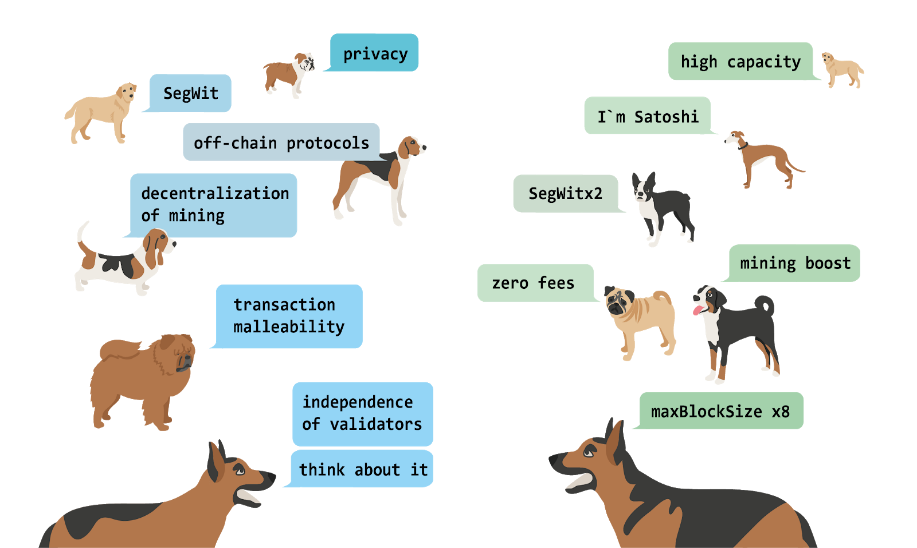 privacy
SegWit
off-chain protocols
decentralization
of mining
transaction
malleability
independence
of validators
think about it
high capacity
I`m Satoshi
SegWitx2
mining boost
zero fees
maxBlockSize x8